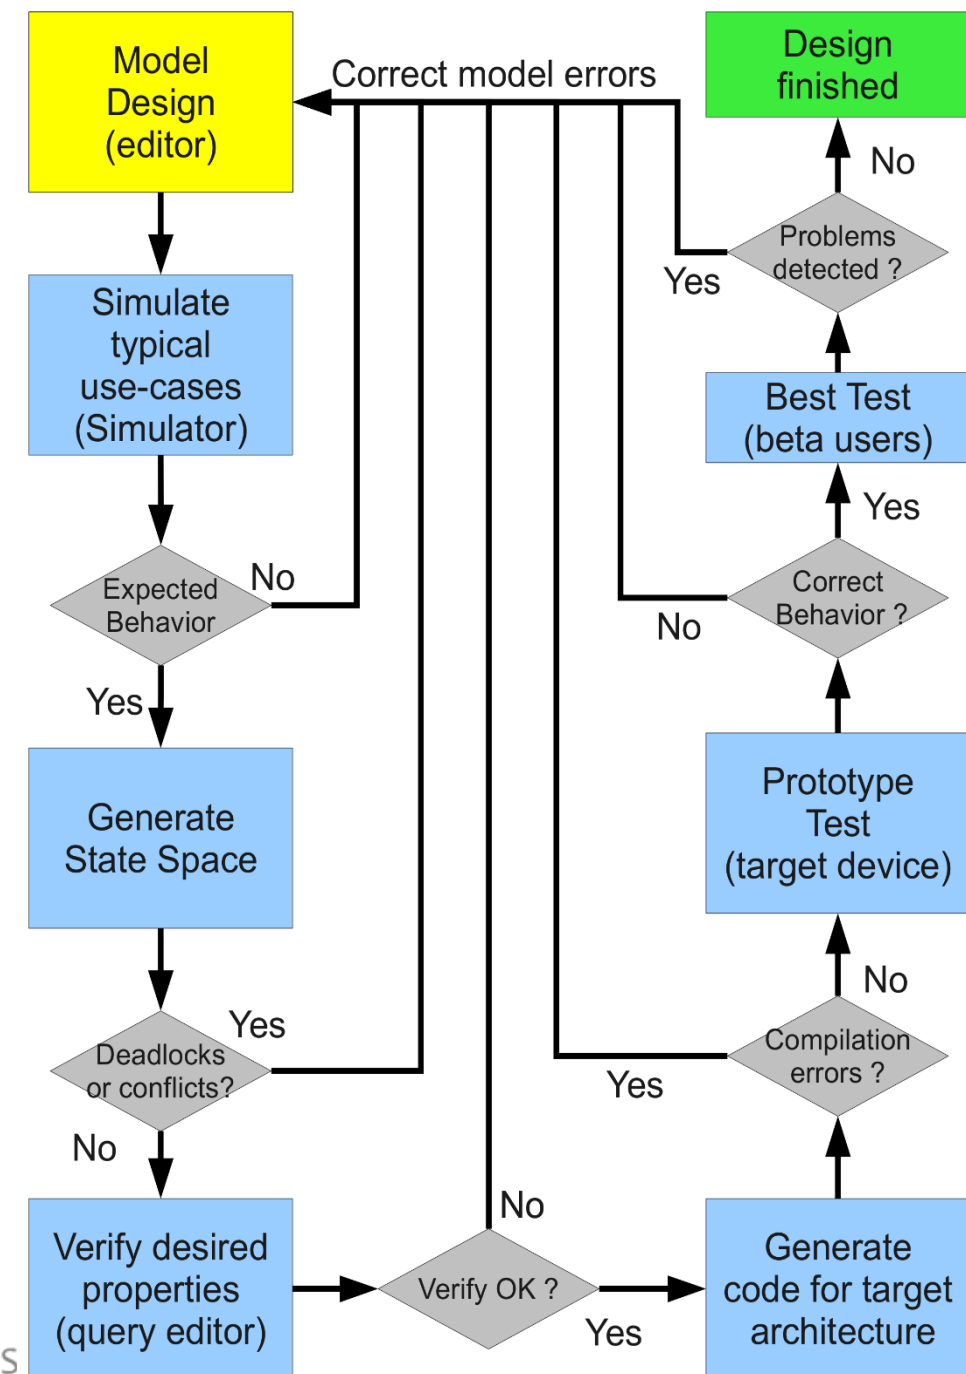 Model
Design
(editor)
Correct model errors
Design
finished
No
Problems
detected ?
Yes
Simulate
typical
use-cases
(Simulator)
Best Test
(beta users)
Yes
Expected
Behavior
No
Correct
Behavior ?
No
Yes
Generate
State Space
Prototype
Test
(target device)
No
Deadlocks
or conflicts?
Yes
Compilation
errors ?
Yes
No
Verify desired
properties
(query editor)
No
Verify OK ?
Yes
Generate
code for target
architecture
s